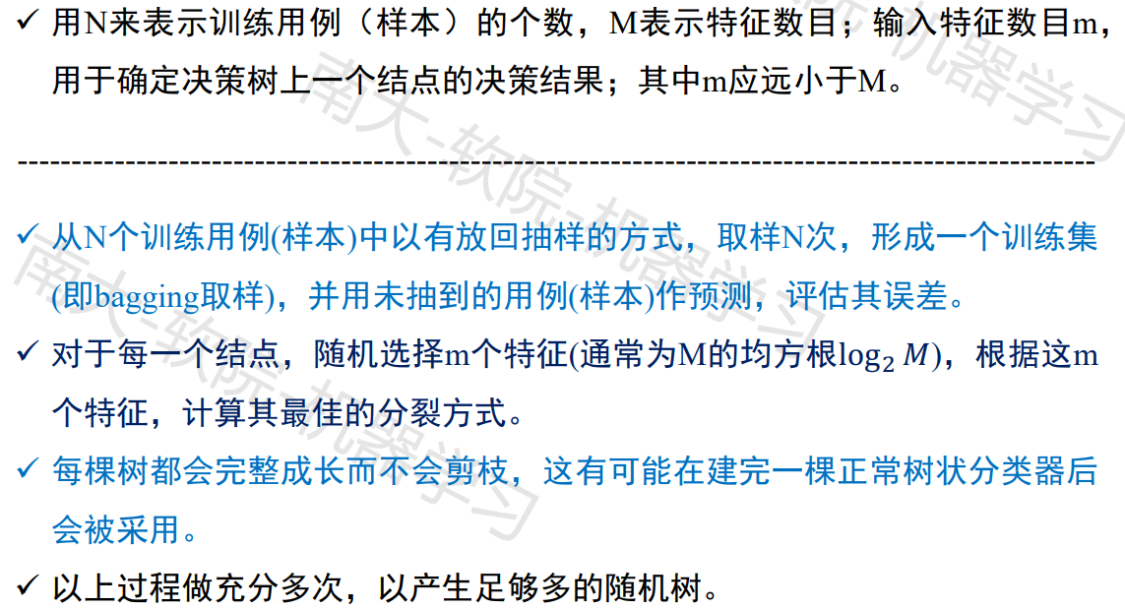 ✓ 用N来表示训练用例（样本）的个数，M表示特征数目；输入特征数目m，
用于确定决策树上一个结点的决策结果；其中m应远小于M。
✓ 从N个训练用例(样本)中以有放回抽样的方式，取样N次，形成一个训练集
(即bagging取样)，并用未抽到的用例(样本)作预测，评估其误差。
✓ 对于每一个结点，随机选择m个特征(通常为M的均方根log₂ M)，根据这m
个特征，计算其最佳的分裂方式。
✓ 每棵树都会完整成长而不会剪枝，这有可能在建完一棵正常树状分类器后
会被采用。
✓ 以上过程做充分多次，以产生足够多的随机树。
南大-软院-机器学习
南大-软院-机器学习
院-机器学习